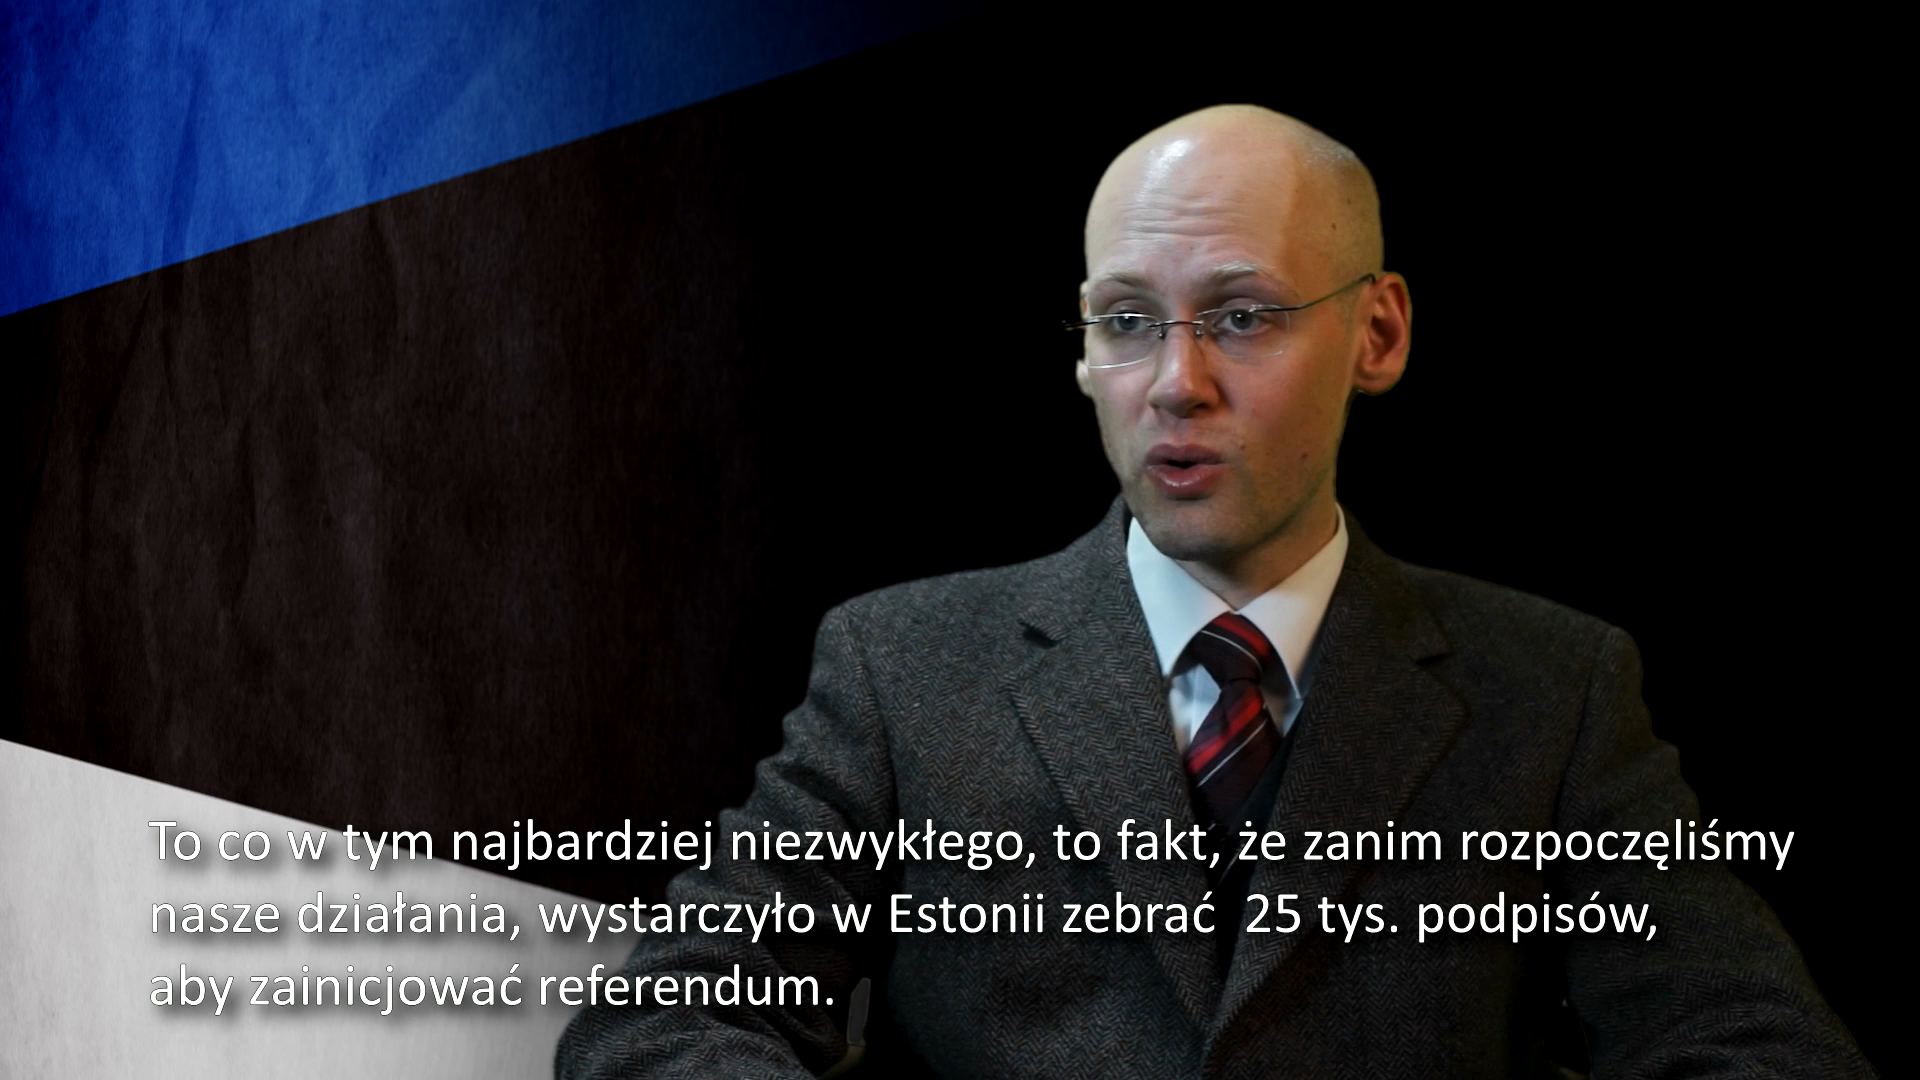 To co w tym najbardziej niezwykłego, to fakt, że zanim rozpoczęliśmy
nasze działania, wystarczyło w Estonii zebrać 25 tys. podpisów,
aby zainicjować referendum.